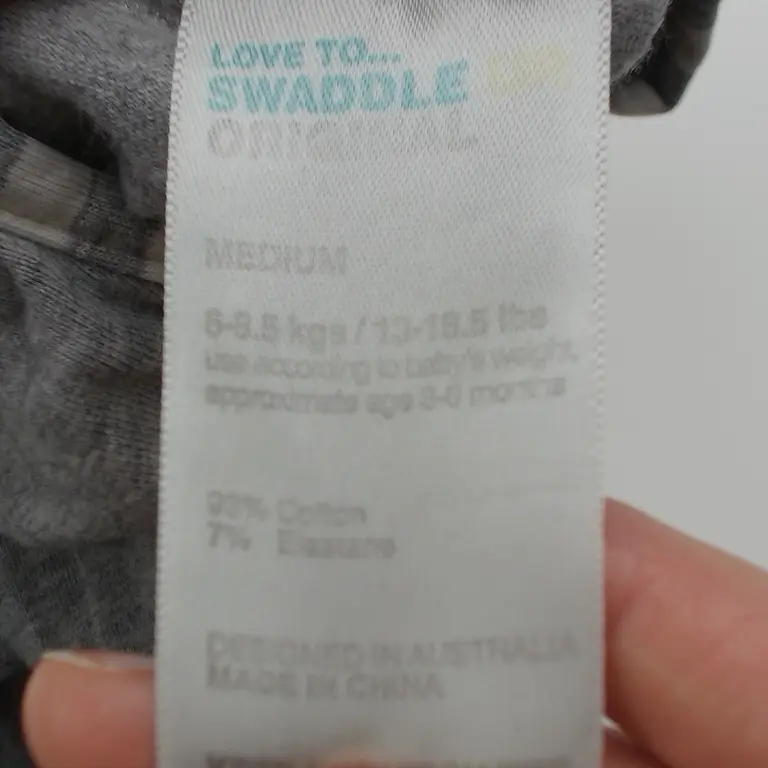 LOVE TO...
SWADDLE UP
ORIGINAL
MEDIUM
6-8.5 kgs / 13-18.5 lbs
use according to baby's weight,
approximate age 3-6 months
93% Cotton
7% Elastane
DESIGNED IN AUSTRALIA
MADE IN CHINA